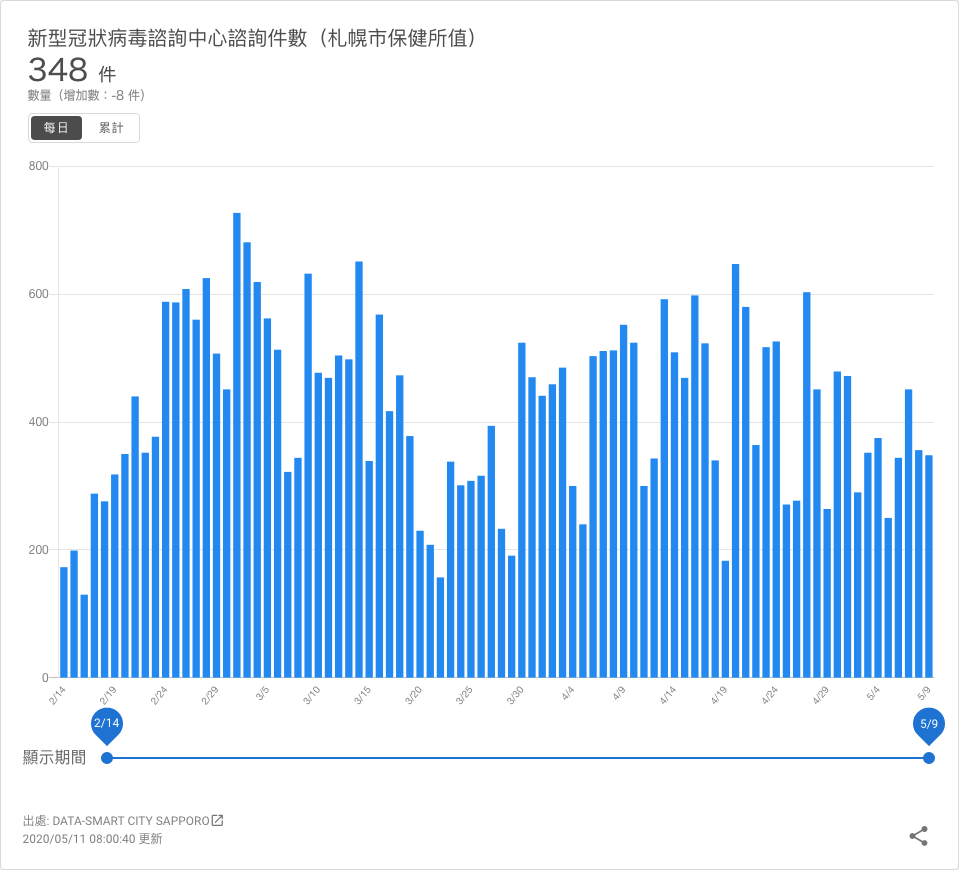 新型冠狀病毒諮詢中心諮詢件數（札幌市保健所值）
348 件
數量（增加數：-8 件）
每日 累計
800
600
400
200
0
2/14 2/19 2/24 2/29 3/5 3/10 3/15 3/20 3/25 3/30 4/4 4/9 4/14 4/19 4/24 4/29 5/4 5/9
2/14 5/9
顯示期間
出處: DATA-SMART CITY SAPPORO
2020/05/11 08:00:40 更新